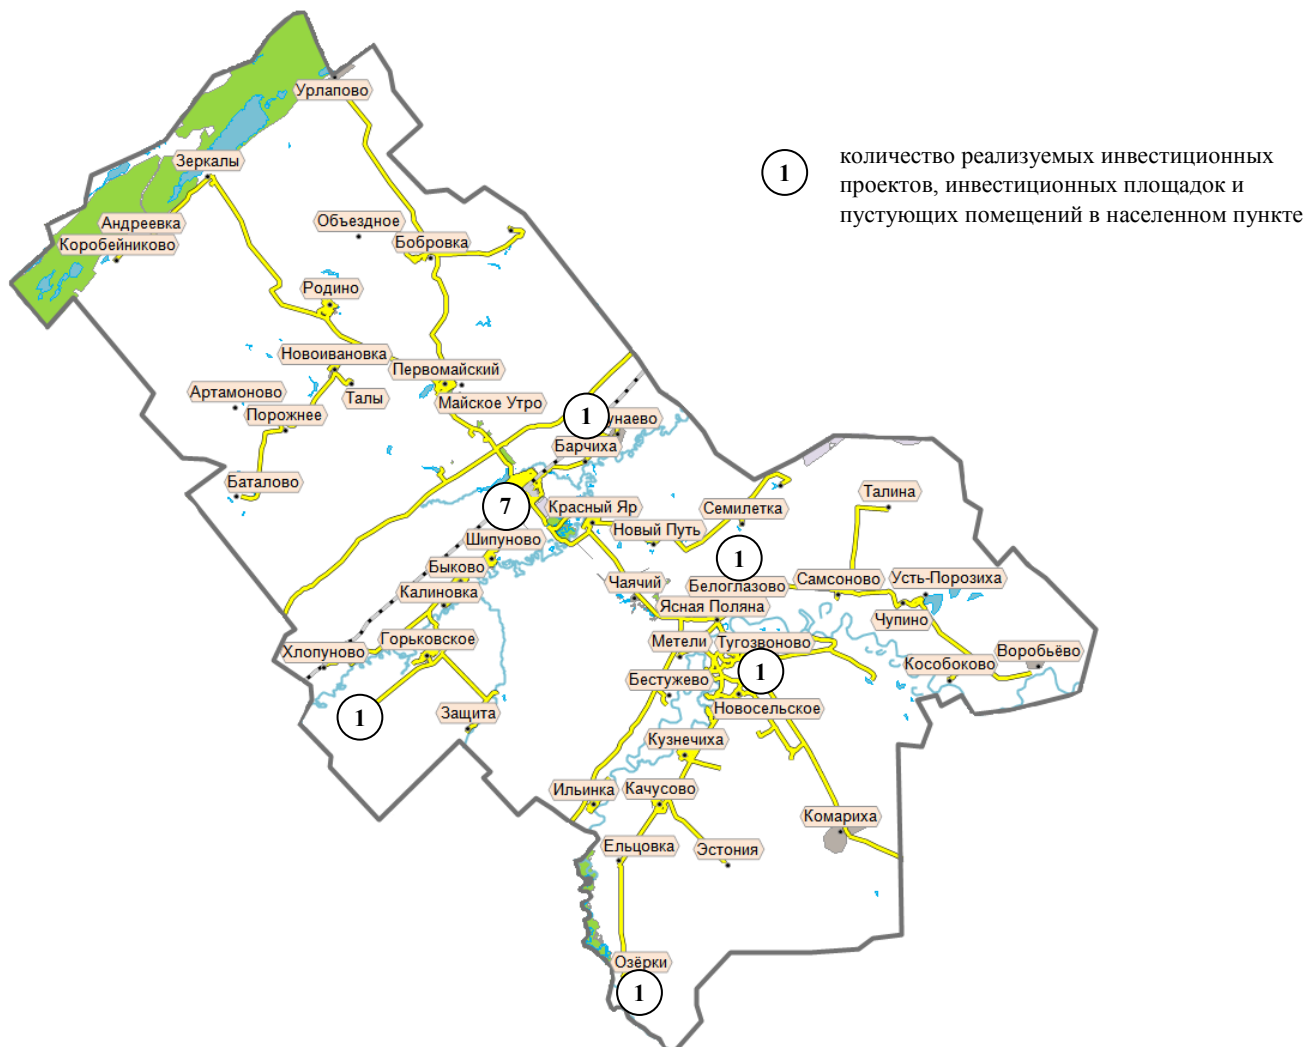 Урлапово
1
количество реализуемых инвестиционных
проектов, инвестиционных площадок и
пустующих помещений в населенном пункте
Зеркалы
Андреевка
Объездное
Коробейниково
Бобровка
Родино
Новоивановка
Первомайский
Артамоново
Талы
Майское Утро
Порожнее
1
унаево
Барчиха
Баталово
Талина
7
Красный Яр
Семилетка
Новый Путь
Шипуново
1
Быково
Чаячий
Белоглазово
Самсоново
Усть-Порозиха
Калиновка
Ясная Поляна
Чупино
Горьковское
Метели
Тугозвоново
Хлопуново
Воробьёво
Кособоково
1
Бестужево
Новосельское
1
Защита
Кузнечиха
Ильинка
Качусово
Комариха
Ельцовка
Эстония
Озёрки
1